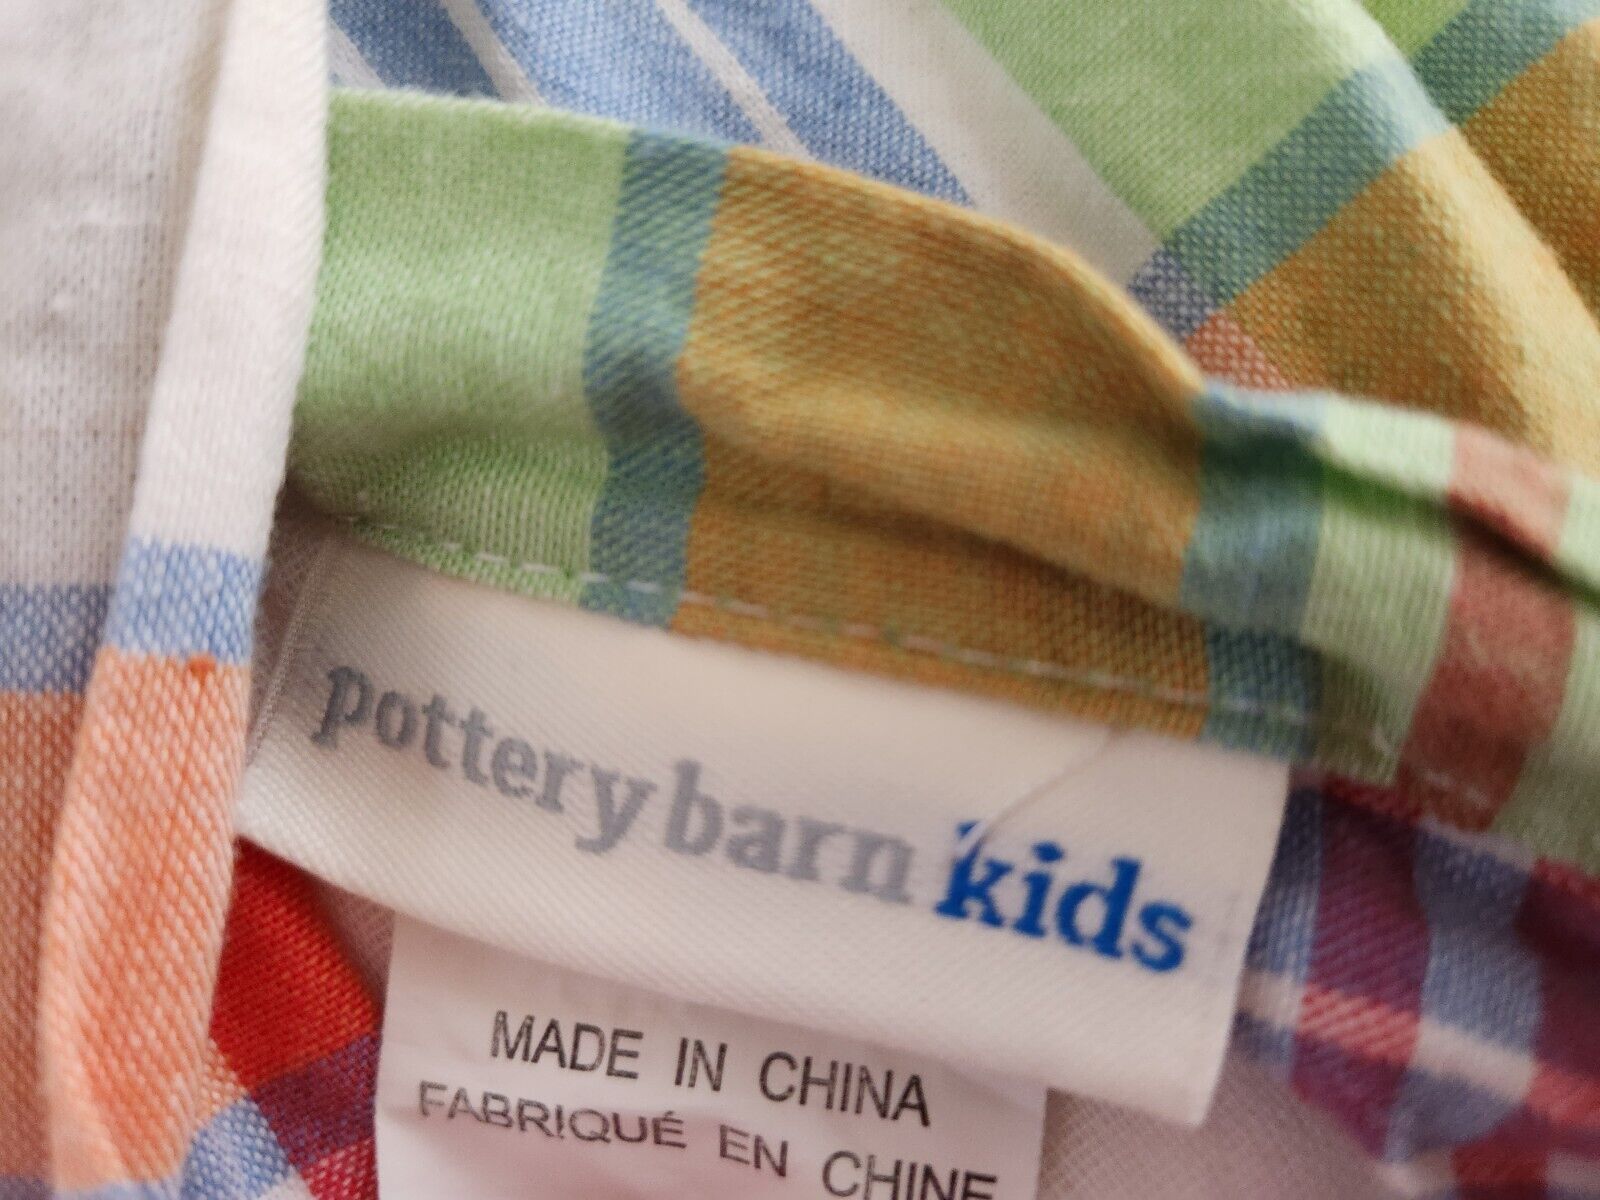 pottery barn kids
MADE IN CHINA
FABRIQUÉ EN CHINE